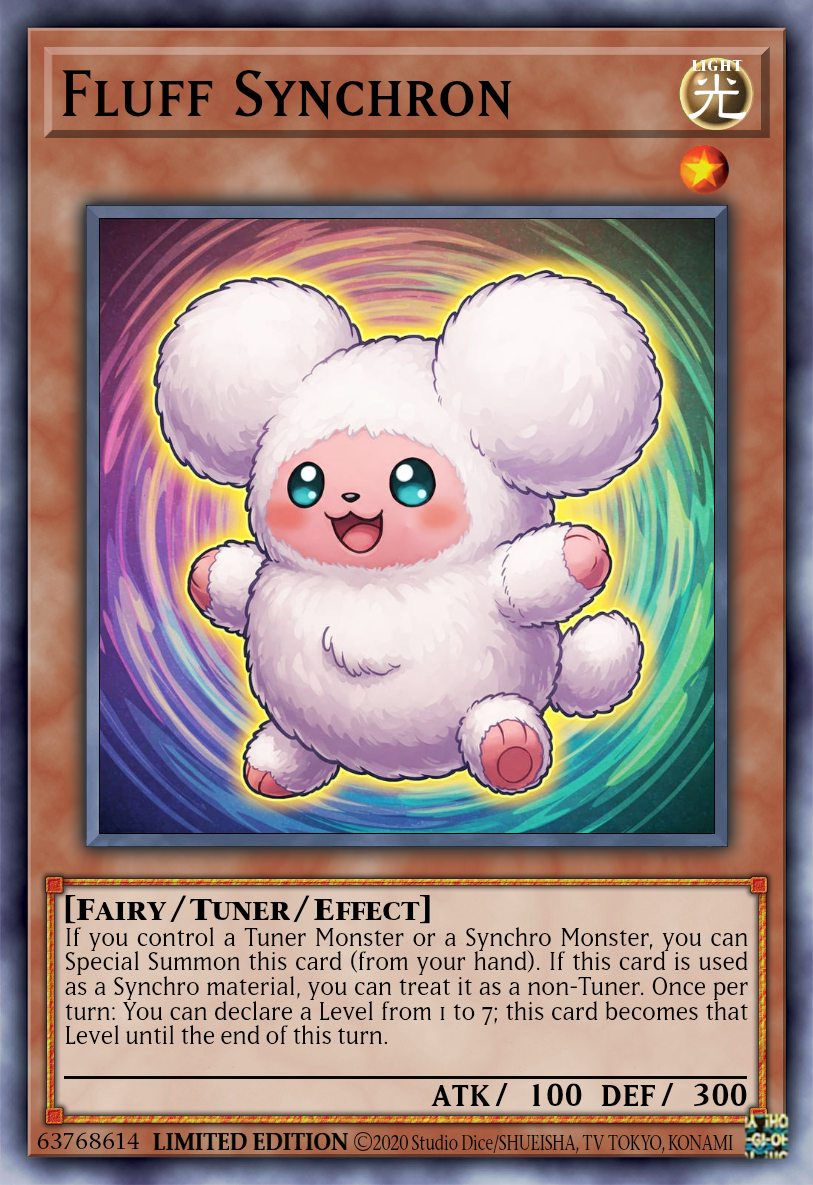 Fluff Synchron
LIGHT
光
[Fairy/Tuner/Effect]
If you control a Tuner Monster or a Synchro Monster, you can
Special Summon this card (from your hand). If this card is used
as a Synchro material, you can treat it as a non-Tuner. Once per
turn: You can declare a Level from 1 to 7; this card becomes that
Level until the end of this turn.
ATK/ 100 DEF/ 300
63768614 LIMITED EDITION ©2020 Studio Dice/SHUEISHA, TV TOKYO, KONAMI